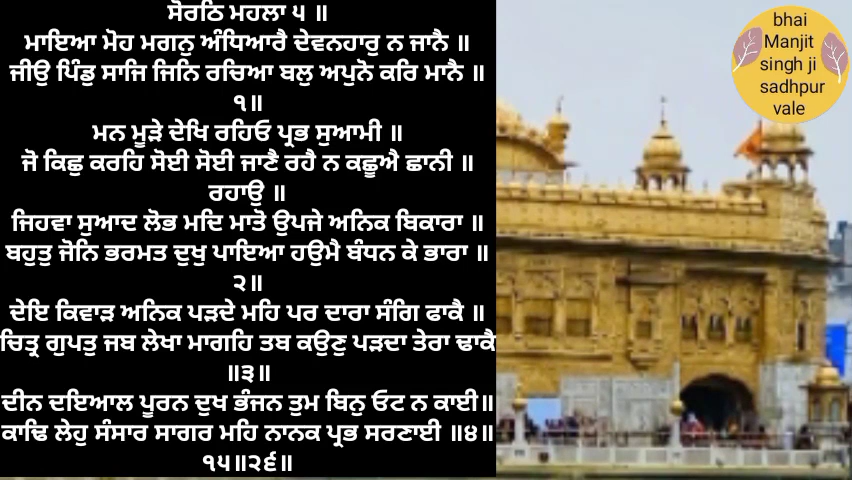 ਸੋਰਠਿ ਮਹਲਾ ੫ ॥
ਮਾਇਆ ਮੋਹ ਮਗਨੁ ਅੰਧਿਆਰੈ ਦੇਵਨਹਾਰੁ ਨ ਜਾਨੈ ॥
ਜੀਉ ਪਿੰਡੁ ਸਾਜਿ ਜਿਨਿ ਰਚਿਆ ਬਲੁ ਅਪੁਨੋ ਕਰਿ ਮਾਨੈ ॥
੧॥
ਮਨ ਮੂੜੇ ਦੇਖਿ ਰਹਿਓ ਪ੍ਰਭ ਸੁਆਮੀ ॥
ਜੋ ਕਿਛੁ ਕਰਹਿ ਸੋਈ ਸੋਈ ਜਾਣੈ ਰਹੈ ਨ ਕਛੂਐ ਛਾਨੀ ॥
ਰਹਾਉ ॥
ਜਿਹਵਾ ਸੁਆਦ ਲੋਭ ਮਦਿ ਮਾਤੋ ਉਪਜੇ ਅਨਿਕ ਬਿਕਾਰਾ ॥
ਬਹੁਤੁ ਜੋਨਿ ਭਰਮਤ ਦੁਖੁ ਪਾਇਆ ਹਉਮੈ ਬੰਧਨ ਕੇ ਭਾਰਾ ॥
੨॥
ਦੇਇ ਕਿਵਾੜ ਅਨਿਕ ਪੜਦੇ ਮਹਿ ਪਰ ਦਾਰਾ ਸੰਗਿ ਫਾਕੈ ॥
ਚਿਤ੍ਰ ਗੁਪਤੁ ਜਬ ਲੇਖਾ ਮਾਗਹਿ ਤਬ ਕਉਣੁ ਪੜਦਾ ਤੇਰਾ ਢਾਕੈ
॥੩॥
ਦੀਨ ਦਇਆਲ ਪੂਰਨ ਦੁਖ ਭੰਜਨ ਤੁਮ ਬਿਨੁ ਓਟ ਨ ਕਾਈ॥
ਕਾਢਿ ਲੇਹੁ ਸੰਸਾਰ ਸਾਗਰ ਮਹਿ ਨਾਨਕ ਪ੍ਰਭ ਸਰਣਾਈ ॥੪॥
੧੫॥੨੬॥
bhai
Manjit
singh ji
sadhpur
vale